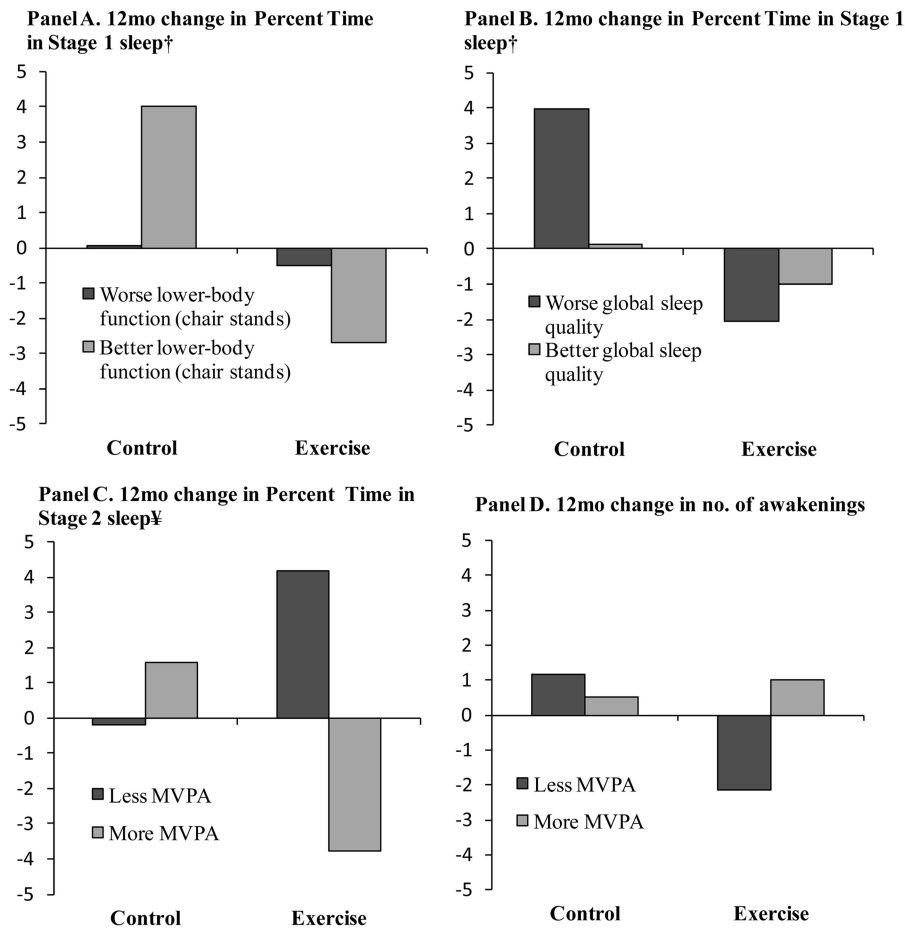 Panel A. 12mo change in Percent Time
in Stage 1 sleep†
5
4
3
2
1
0
-1
-2
-3
-4
-5
Worse lower-body
function (chair stands)
Better lower-body
function (chair stands)
Control Exercise
Panel B. 12mo change in Percent Time in Stage 1
sleep†
5
4
3
2
1
0
-1
-2
-3
-4
-5
Worse global sleep
quality
Better global sleep
quality
Control Exercise
Panel C. 12mo change in Percent Time in
Stage 2 sleep¥
5
4
3
2
1
0
-1
-2
-3
-4
-5
Less MVPA
More MVPA
Control Exercise
Panel D. 12mo change in no. of awakenings
5
4
3
2
1
0
-1
-2
-3
-4
-5
Less MVPA
More MVPA
Control Exercise